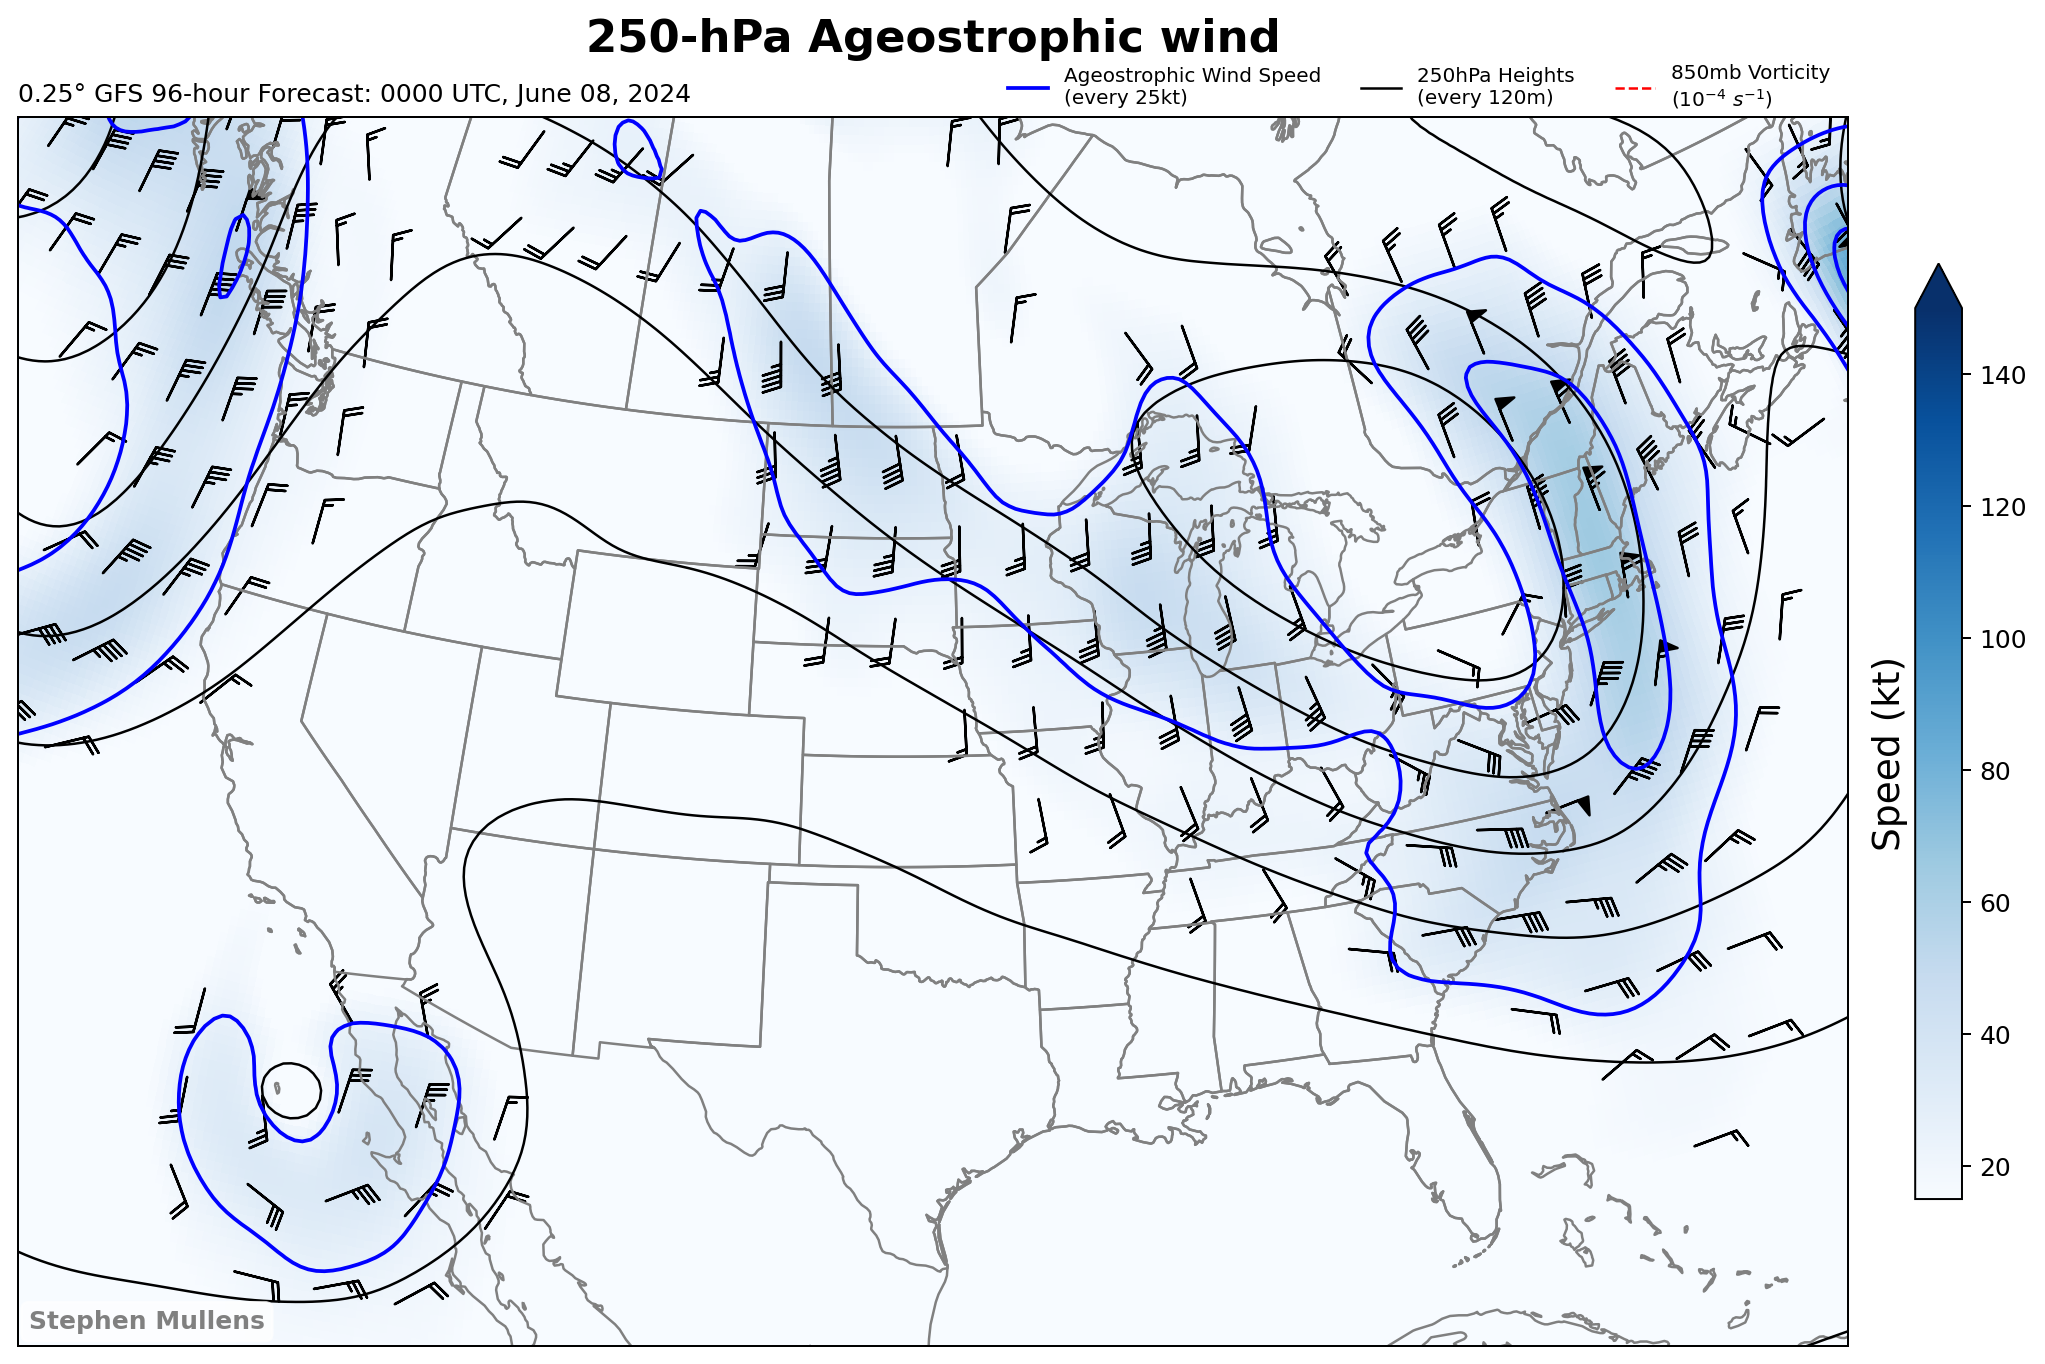 250-hPa Ageostrophic wind
0.25° GFS 96-hour Forecast: 0000 UTC, June 08, 2024
Ageostrophic Wind Speed
(every 25kt)
250hPa Heights
(every 120m)
850mb Vorticity
(10⁻⁴ s⁻¹)
140
120
100
80
60
40
20
Speed (kt)
Stephen Mullens